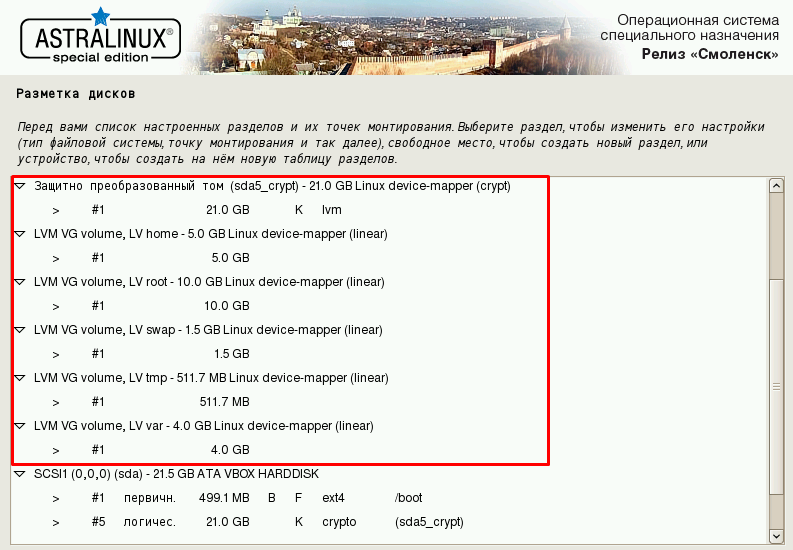 ASTRALINUX®
special edition
Операционная система
специального назначения
Релиз «Смоленск»
Разметка дисков
Перед вами список настроенных разделов и их точек монтирования. Выберите раздел, чтобы изменить его настройки
(тип файловой системы, точку монтирования и так далее), свободное место, чтобы создать новый раздел, или
устройство, чтобы создать на нём новую таблицу разделов.
Защитно преобразованный том (sda5_crypt) - 21.0 GB Linux device-mapper (crypt)
> #1 21.0 GB K lvm
LVM VG volume, LV home - 5.0 GB Linux device-mapper (linear)
> #1 5.0 GB
LVM VG volume, LV root - 10.0 GB Linux device-mapper (linear)
> #1 10.0 GB
LVM VG volume, LV swap - 1.5 GB Linux device-mapper (linear)
> #1 1.5 GB
LVM VG volume, LV tmp - 511.7 MB Linux device-mapper (linear)
> #1 511.7 MB
LVM VG volume, LV var - 4.0 GB Linux device-mapper (linear)
> #1 4.0 GB
SCSI1 (0,0,0) (sda) - 21.5 GB ATA VBOX HARDDISK
> #1 первичн. 499.1 MB B F ext4 /boot
> #5 логичес. 21.0 GB K crypto (sda5_crypt)